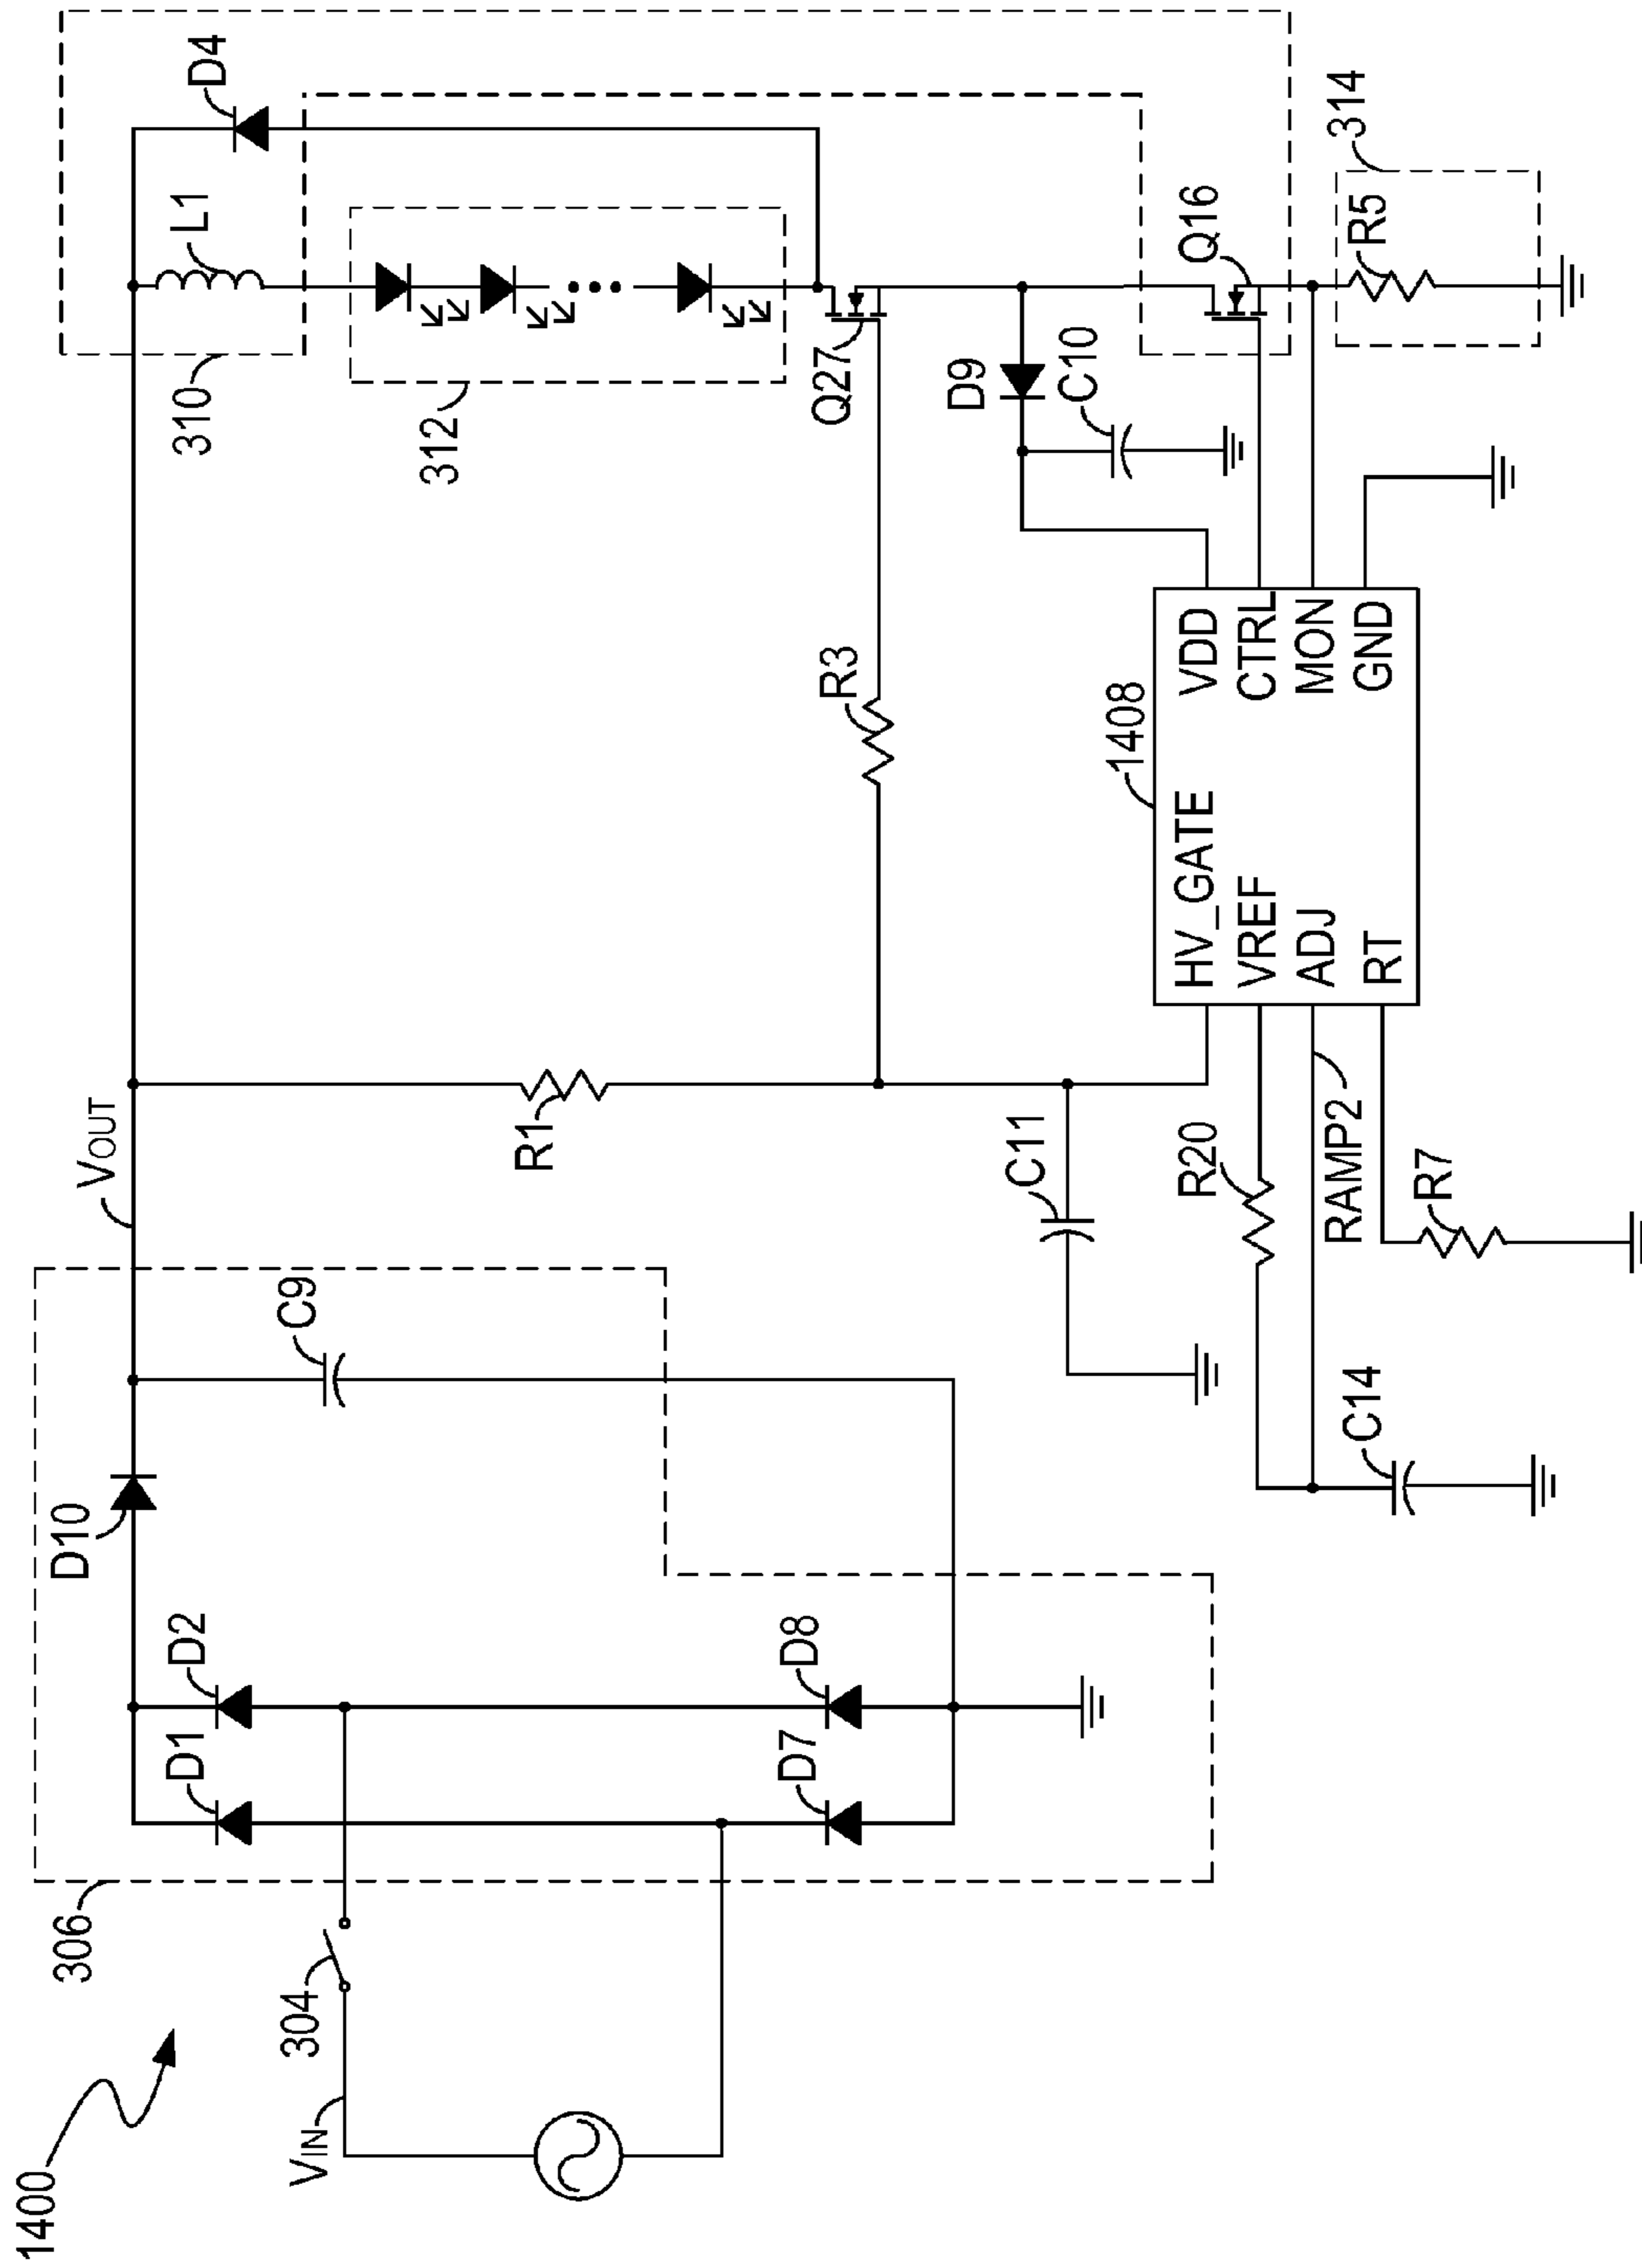 1400
VIN
304
306
D1
D2
D7
D8
D10
C9
VOUT
R1
C11
R20
RAMP2
C14
R7
R3
1408
HV_GATE
VREF
ADJ
RT
VDD
CTRL
MON
GND
310
312
L1
D4
Q27
D9
C10
Q16
314
R5